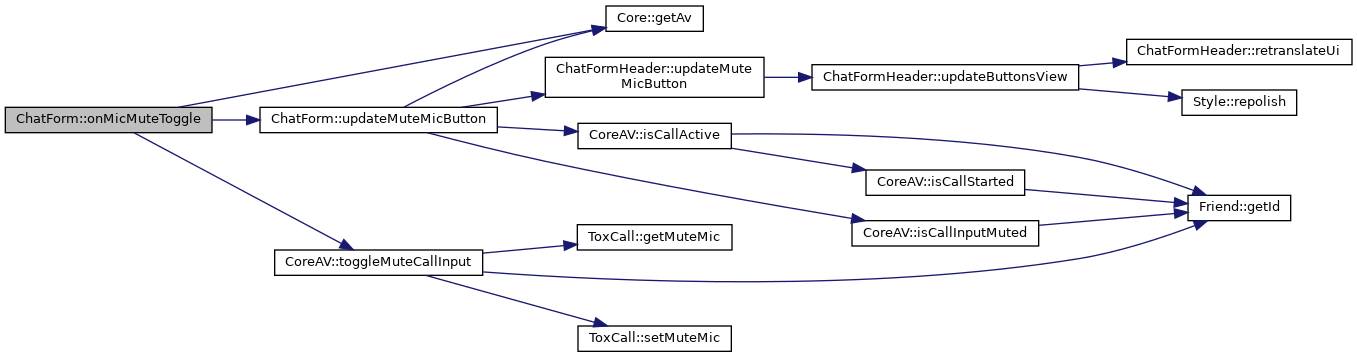 Core::getAv
ChatFormHeader::retranslateUi
ChatFormHeader::updateMute
MicButton
ChatFormHeader::updateButtonsView
Style::repolish
ChatForm::onMicMuteToggle
ChatForm::updateMuteMicButton
CoreAV::isCallActive
CoreAV::isCallStarted
Friend::getId
CoreAV::isCallInputMuted
ToxCall::getMuteMic
CoreAV::toggleMuteCallInput
ToxCall::setMuteMic